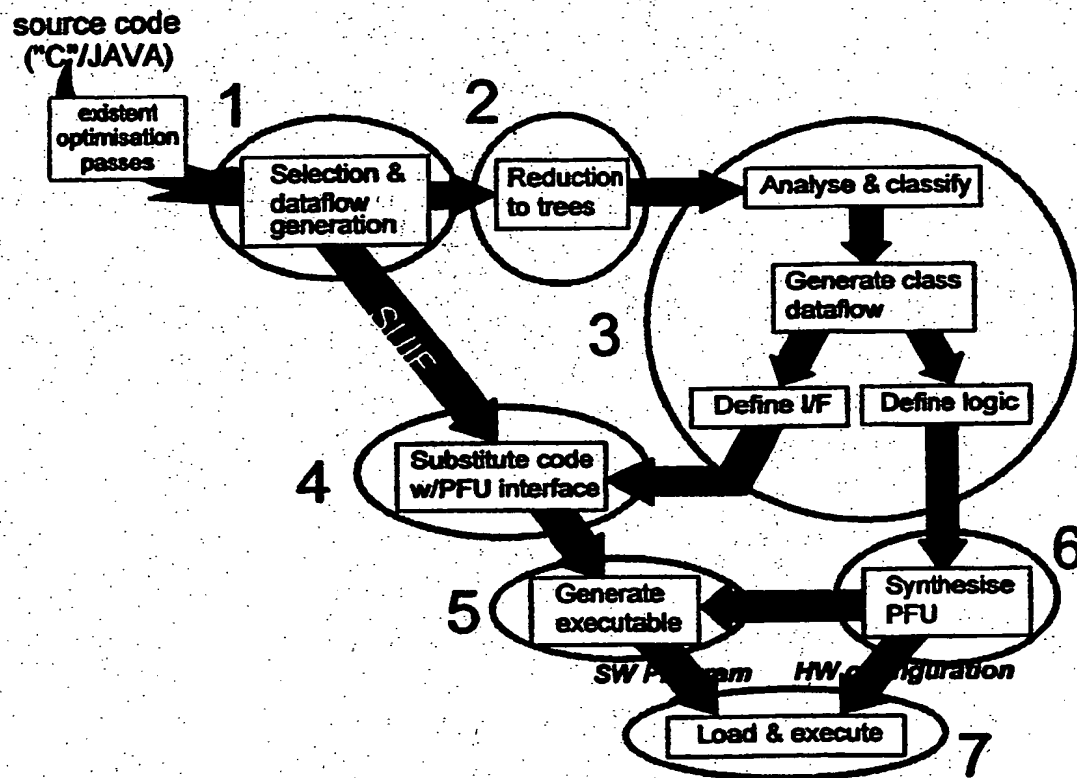 source code
("C"/JAVA)
existent
optimisation
passes
1
Selection &
dataflow
generation
2
Reduction
to trees
Analyse & classify
Generate class
dataflow
3
Define I/F
Define logic
SUIF
4
Substitute code
w/PFU interface
5
Generate
executable
6
Synthesise
PFU
SW
HW
Load & execute
7